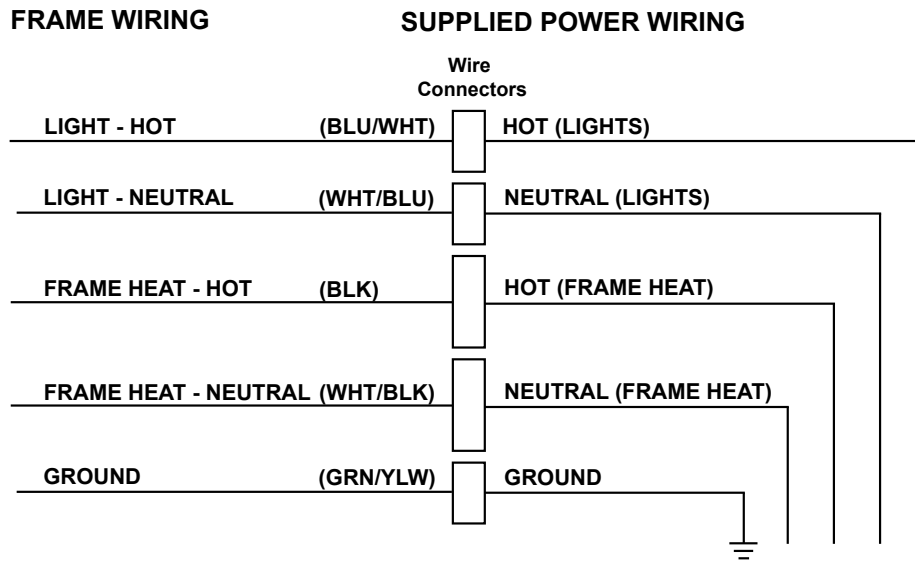 FRAME WIRING
SUPPLIED POWER WIRING
Wire
Connectors
LIGHT - HOT (BLU/WHT) HOT (LIGHTS)
LIGHT - NEUTRAL (WHT/BLU) NEUTRAL (LIGHTS)
FRAME HEAT - HOT (BLK) HOT (FRAME HEAT)
FRAME HEAT - NEUTRAL (WHT/BLK) NEUTRAL (FRAME HEAT)
GROUND (GRN/YLW) GROUND